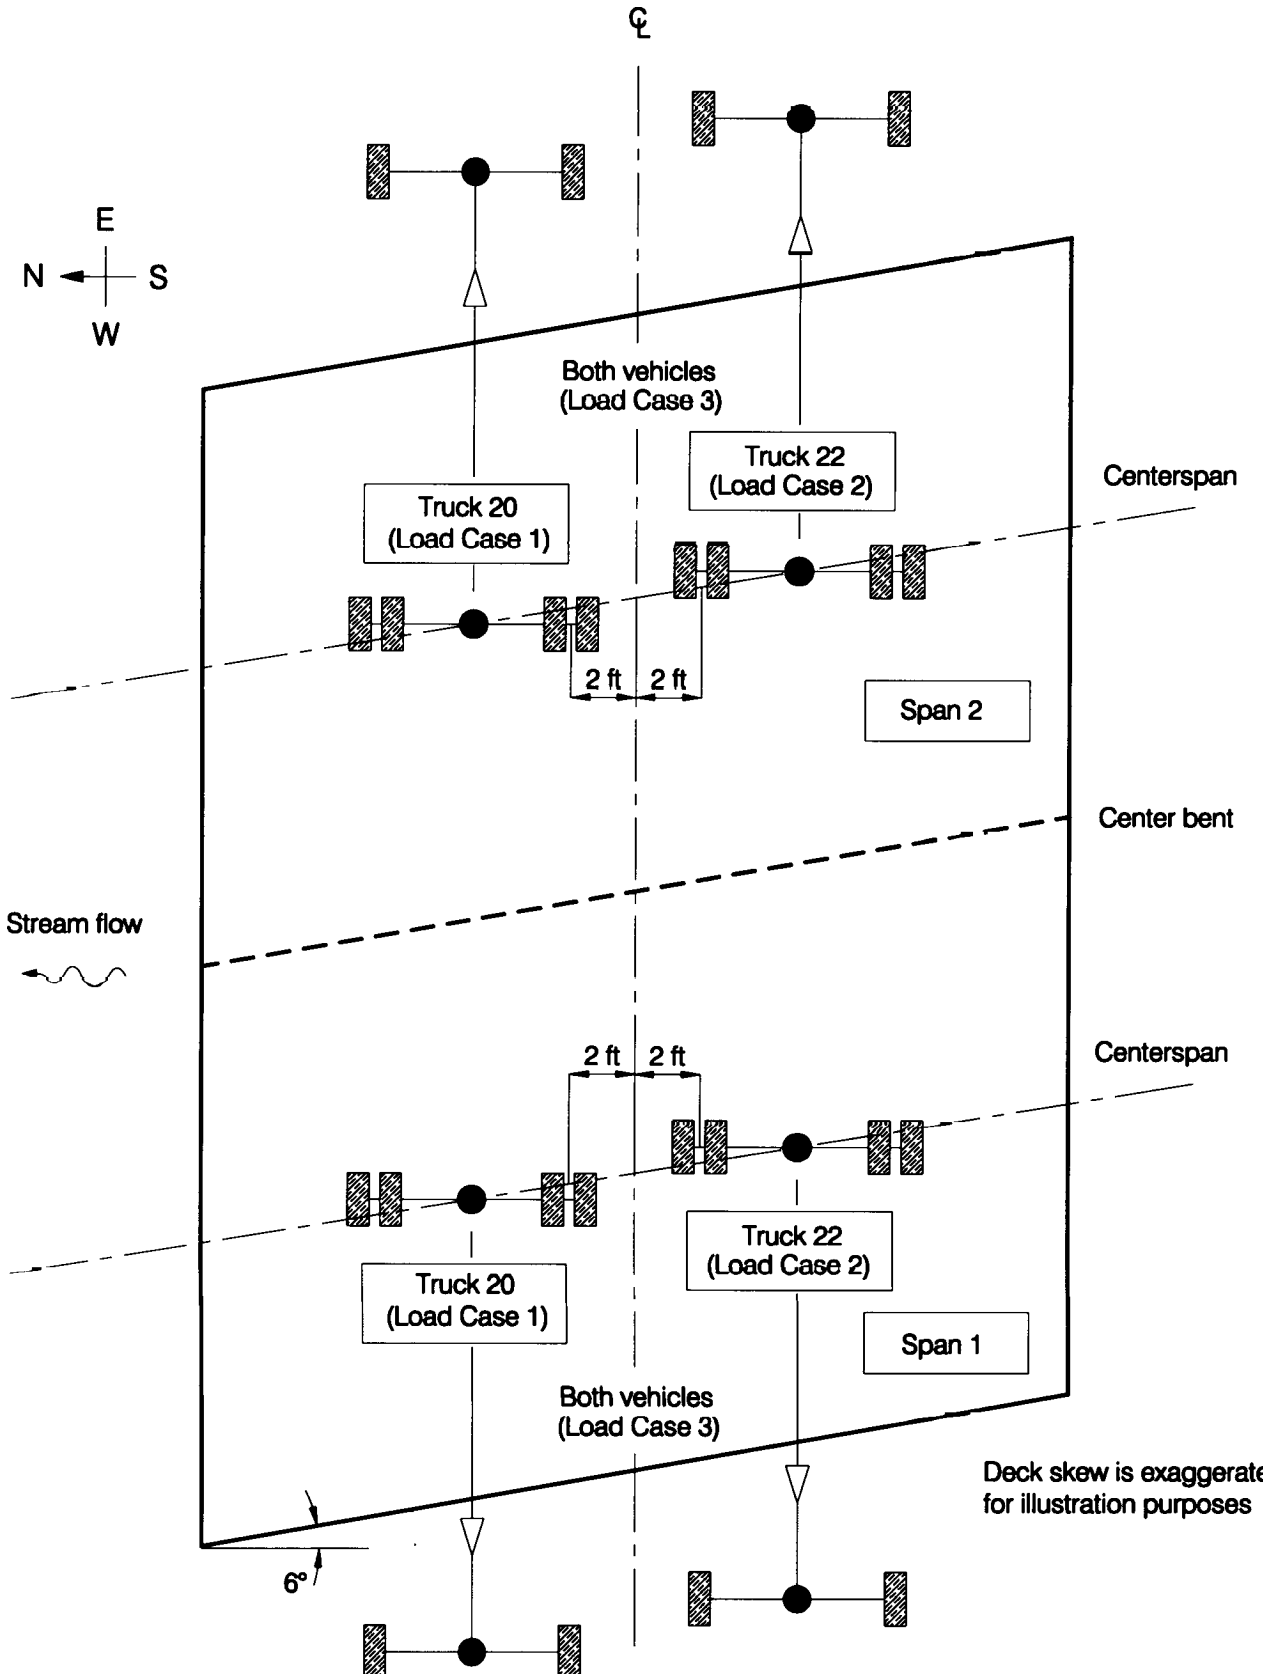 ℄
E
N S
W
Both vehicles
(Load Case 3)
Truck 22
(Load Case 2)
Centerspan
Truck 20
(Load Case 1)
2 ft 2 ft
Span 2
Center bent
Stream flow
2 ft 2 ft
Centerspan
Truck 22
(Load Case 2)
Truck 20
(Load Case 1)
Span 1
Both vehicles
(Load Case 3)
Deck skew is exaggerate
for illustration purposes
6°